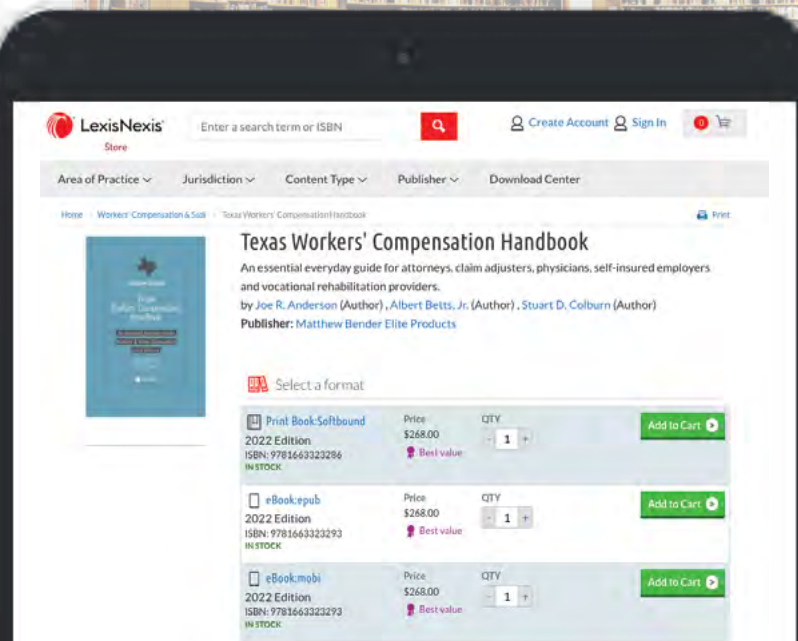 LexisNexis
Store
Enter a search term or ISBN
Create Account
Sign In
0
Area of Practice
Jurisdiction
Content Type
Publisher
Download Center
Home
Texas Workers' Compensation Handbook
Print
Texas Workers' Compensation Handbook
An essential everyday guide for attorneys, claim adjusters, physicians, self-insured employers
and vocational rehabilitation providers.
by Joe R. Anderson (Author) , Albert Betts, Jr. (Author) , Stuart D. Colburn (Author)
Publisher: Matthew Bender Elite Products
Select a format
Print Book:Softbound
Price
QTY
2022 Edition
$268.00
- 1 +
Add to Cart
ISBN: 9781663323286
Best value
IN STOCK
eBook:epub
Price
QTY
2022 Edition
$268.00
- 1 +
Add to Cart
ISBN: 9781663323293
Best value
IN STOCK
eBook:mobi
Price
QTY
2022 Edition
$268.00
- 1 +
Add to Cart
ISBN: 9781663323293
Best value
IN STOCK